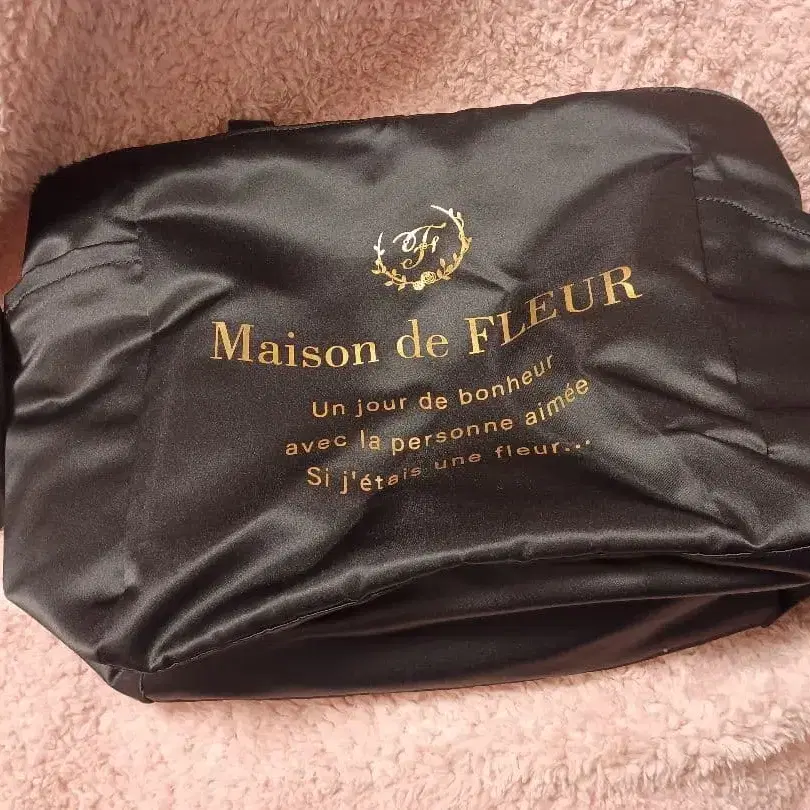 F
Maison de FLEUR
Un jour de bonheur
avec la personne aimée
Si j'étais une fleur...